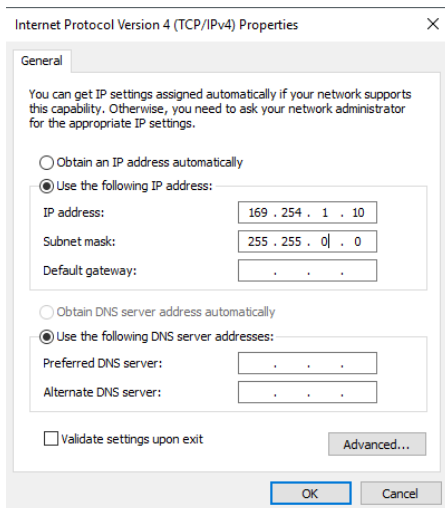 Internet Protocol Version 4 (TCP/IPv4) Properties
General
You can get IP settings assigned automatically if your network supports
this capability. Otherwise, you need to ask your network administrator
for the appropriate IP settings.
Obtain an IP address automatically
Use the following IP address:
IP address: 169 . 254 . 1 . 10
Subnet mask: 255 . 255 . 0 . 0
Default gateway: . . .
Obtain DNS server address automatically
Use the following DNS server addresses:
Preferred DNS server: . . .
Alternate DNS server: . . .
Validate settings upon exit
Advanced...
OK Cancel